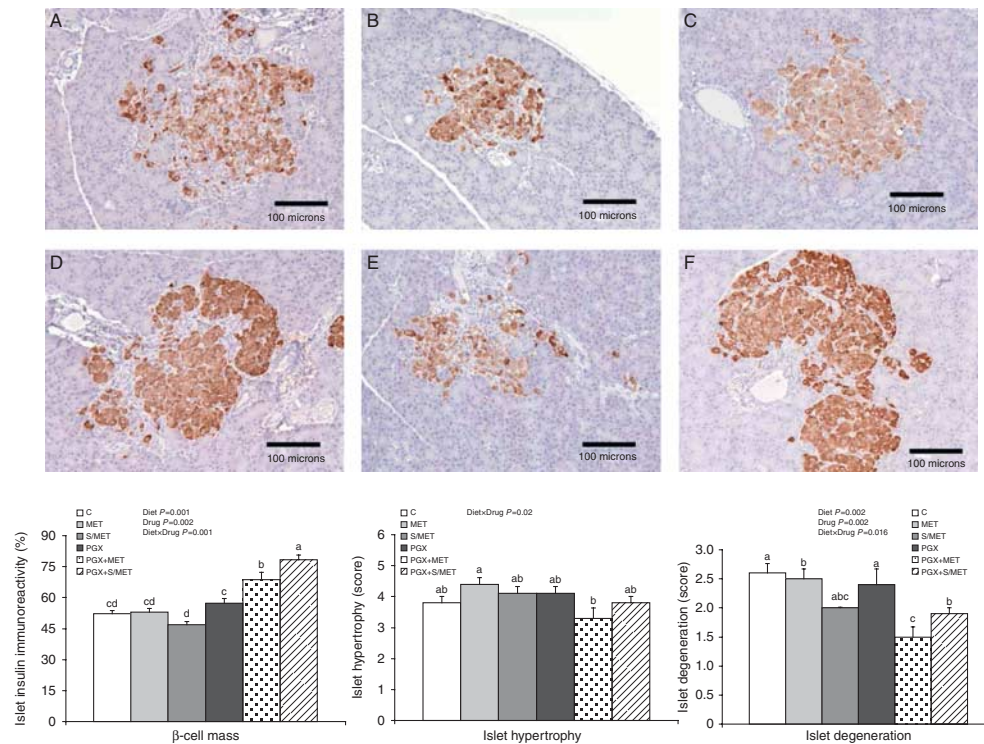 A
B
C
100 microns
100 microns
100 microns
D
E
F
100 microns
100 microns
100 microns
C
MET
S/MET
PGX
PGX+MET
PGX+S/MET
Diet P=0.001
Drug P=0.002
Diet×Drug P=0.001
Islet insulin immunoreactivity (%)
90
75
60
45
30
15
0
cd
cd
d
c
b
a
β-cell mass
C
MET
S/MET
PGX
PGX+MET
PGX+S/MET
Diet×Drug P=0.02
Islet hypertrophy (score)
6
5
4
3
2
1
0
ab
a
ab
ab
b
ab
Islet hypertrophy
Diet P=0.002
Drug P=0.002
Diet×Drug P=0.016
C
MET
S/MET
PGX
PGX+MET
PGX+S/MET
Islet degeneration (score)
3.0
2.5
2.0
1.5
1.0
0.5
0
a
b
abc
a
c
b
Islet degeneration